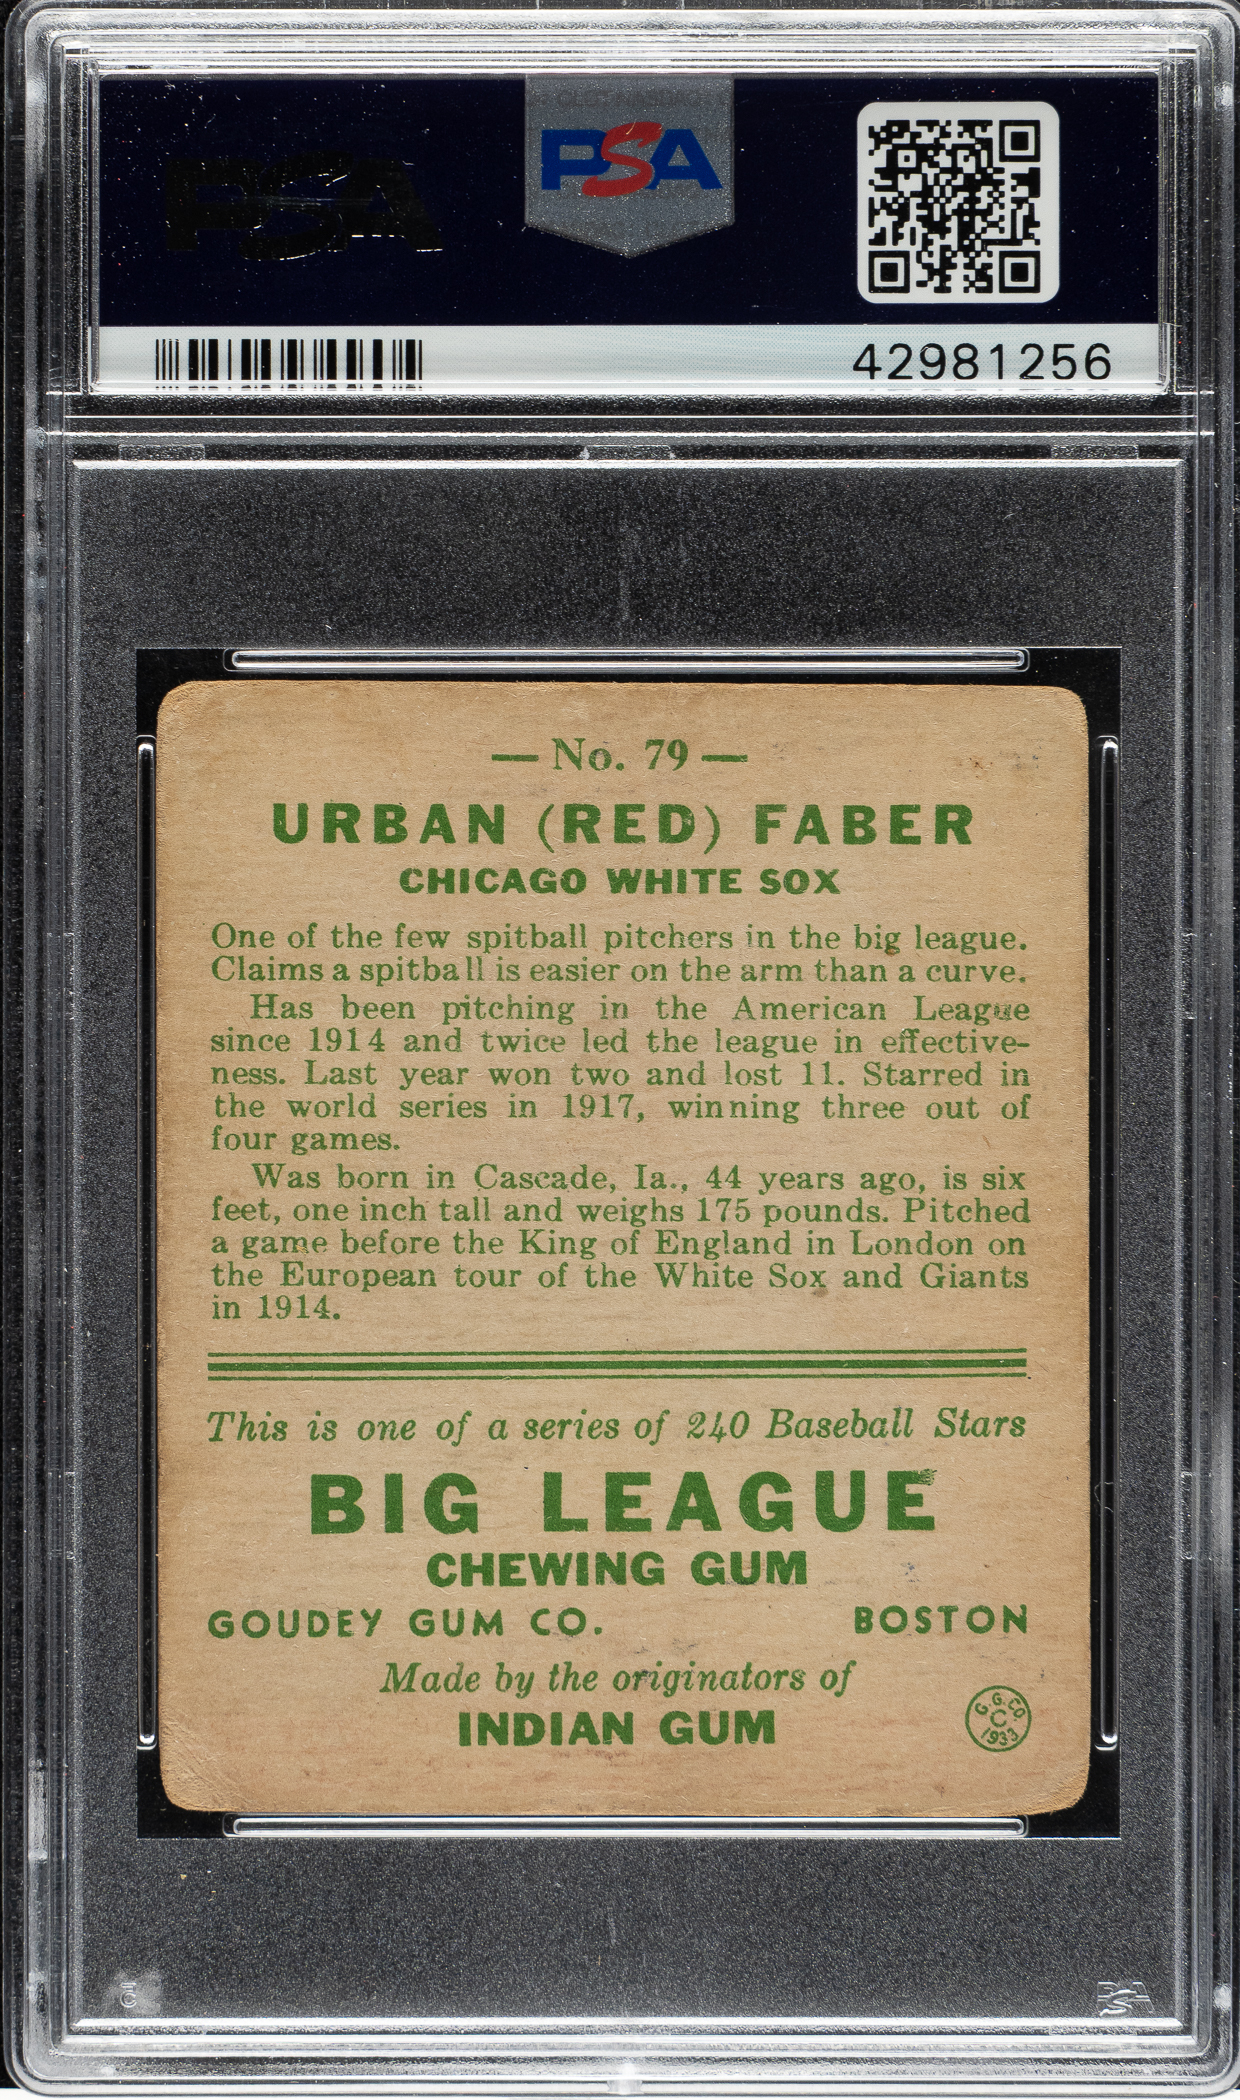 PSA
PSA
42981256
— No. 79 —
URBAN (RED) FABER
CHICAGO WHITE SOX
One of the few spitball pitchers in the big league.
Claims a spitball is easier on the arm than a curve.
Has been pitching in the American League
since 1914 and twice led the league in effective-
ness. Last year won two and lost 11. Starred in
the world series in 1917, winning three out of
four games.
Was born in Cascade, Ia., 44 years ago, is six
feet, one inch tall and weighs 175 pounds. Pitched
a game before the King of England in London on
the European tour of the White Sox and Giants
in 1914.
This is one of a series of 240 Baseball Stars
BIG LEAGUE
CHEWING GUM
GOUDEY GUM CO. BOSTON
Made by the originators of
INDIAN GUM
G. G. CO.
C
1933
PSA